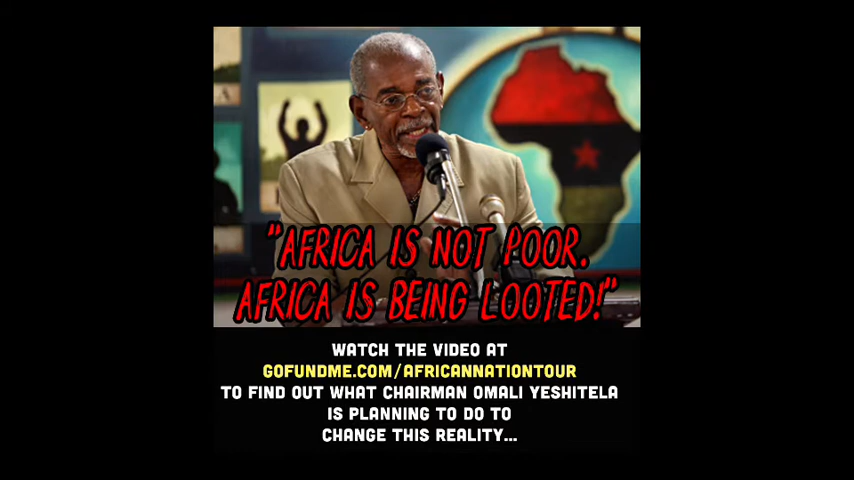 "AFRICA IS NOT POOR.
AFRICA IS BEING LOOTED!"
WATCH THE VIDEO AT
GOFUNDME.COM/AFRICANNATIONTOUR
TO FIND OUT WHAT CHAIRMAN OMALI YESHITELA
IS PLANNING TO DO TO
CHANGE THIS REALITY...